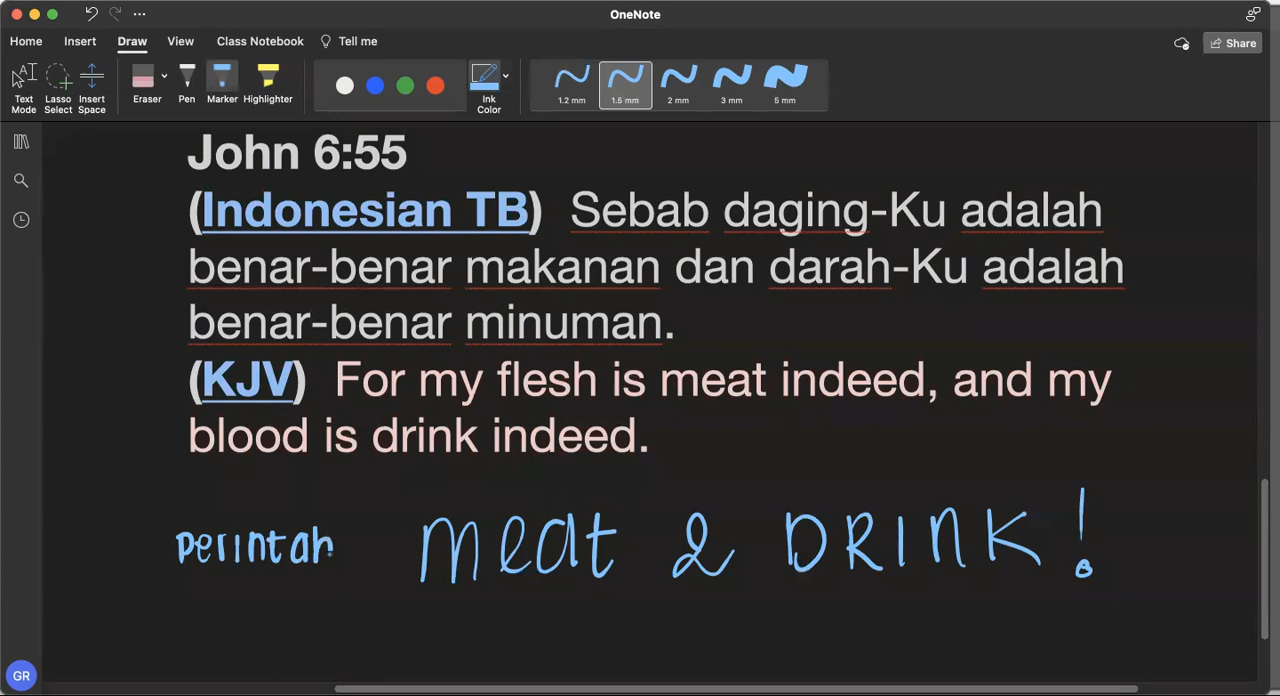 OneNote
Home Insert Draw View Class Notebook Tell me Share
Text Mode Lasso Select Insert Space Eraser Pen Marker Highlighter Ink Color 1.2 mm 1.5 mm 2 mm 3 mm 5 mm
John 6:55
(Indonesian TB) Sebab daging-Ku adalah
benar-benar makanan dan darah-Ku adalah
benar-benar minuman.
(KJV) For my flesh is meat indeed, and my
blood is drink indeed.
perintah meat & DRINK!
GR